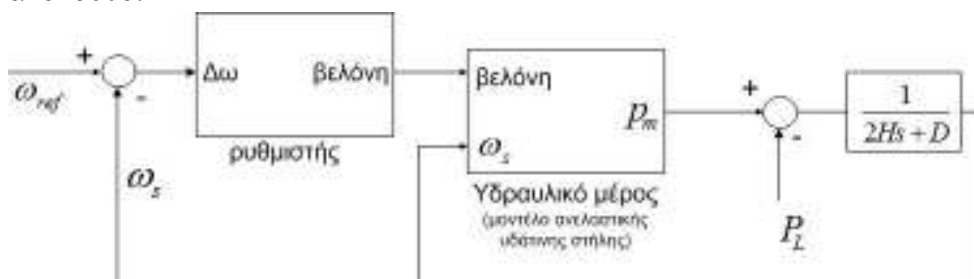 +
ω_ref
-
Δω
βελόνη
ρυθμιστής
ω_s
βελόνη
p_m
ω_s
Υδραυλικό μέρος
(μοντέλο ανελαστικής
υδάτινης στήλης)
+
-
P_L
1
2Hs + D